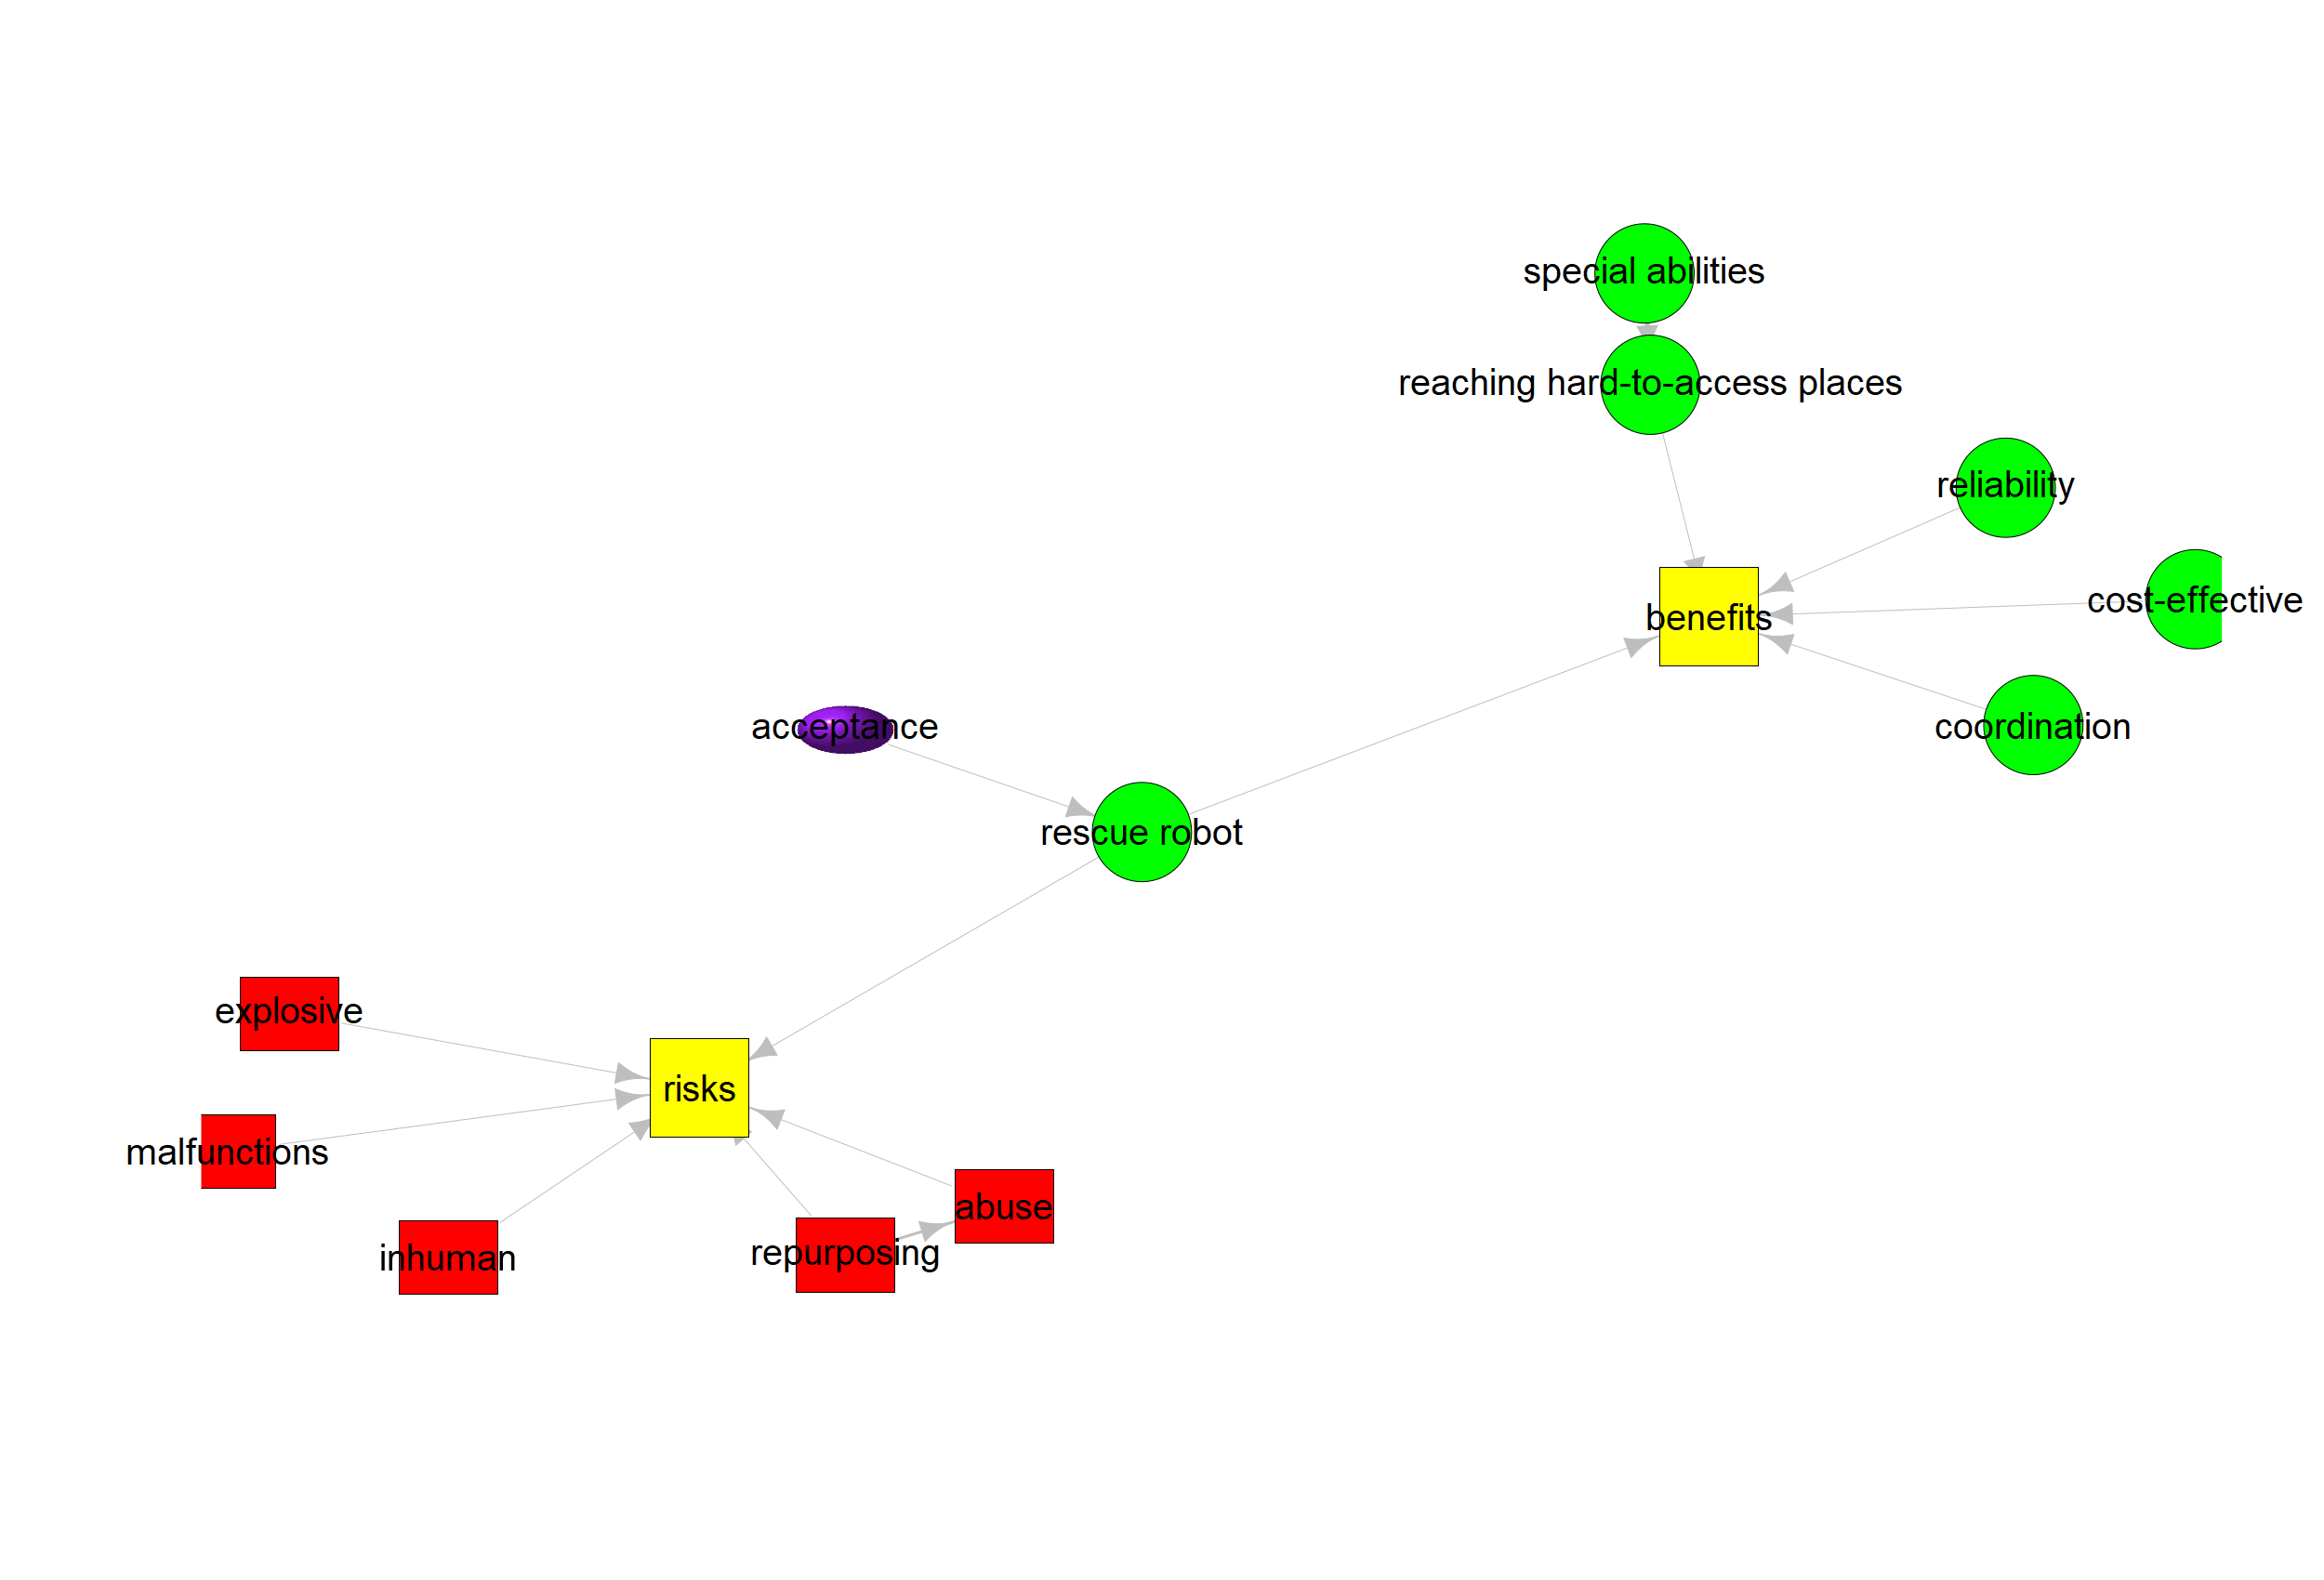 special abilities
reaching hard-to-access places
reliability
cost-effective
benefits
coordination
acceptance
rescue robot
explosive
risks
malfunctions
abuse
repurposing
inhuman